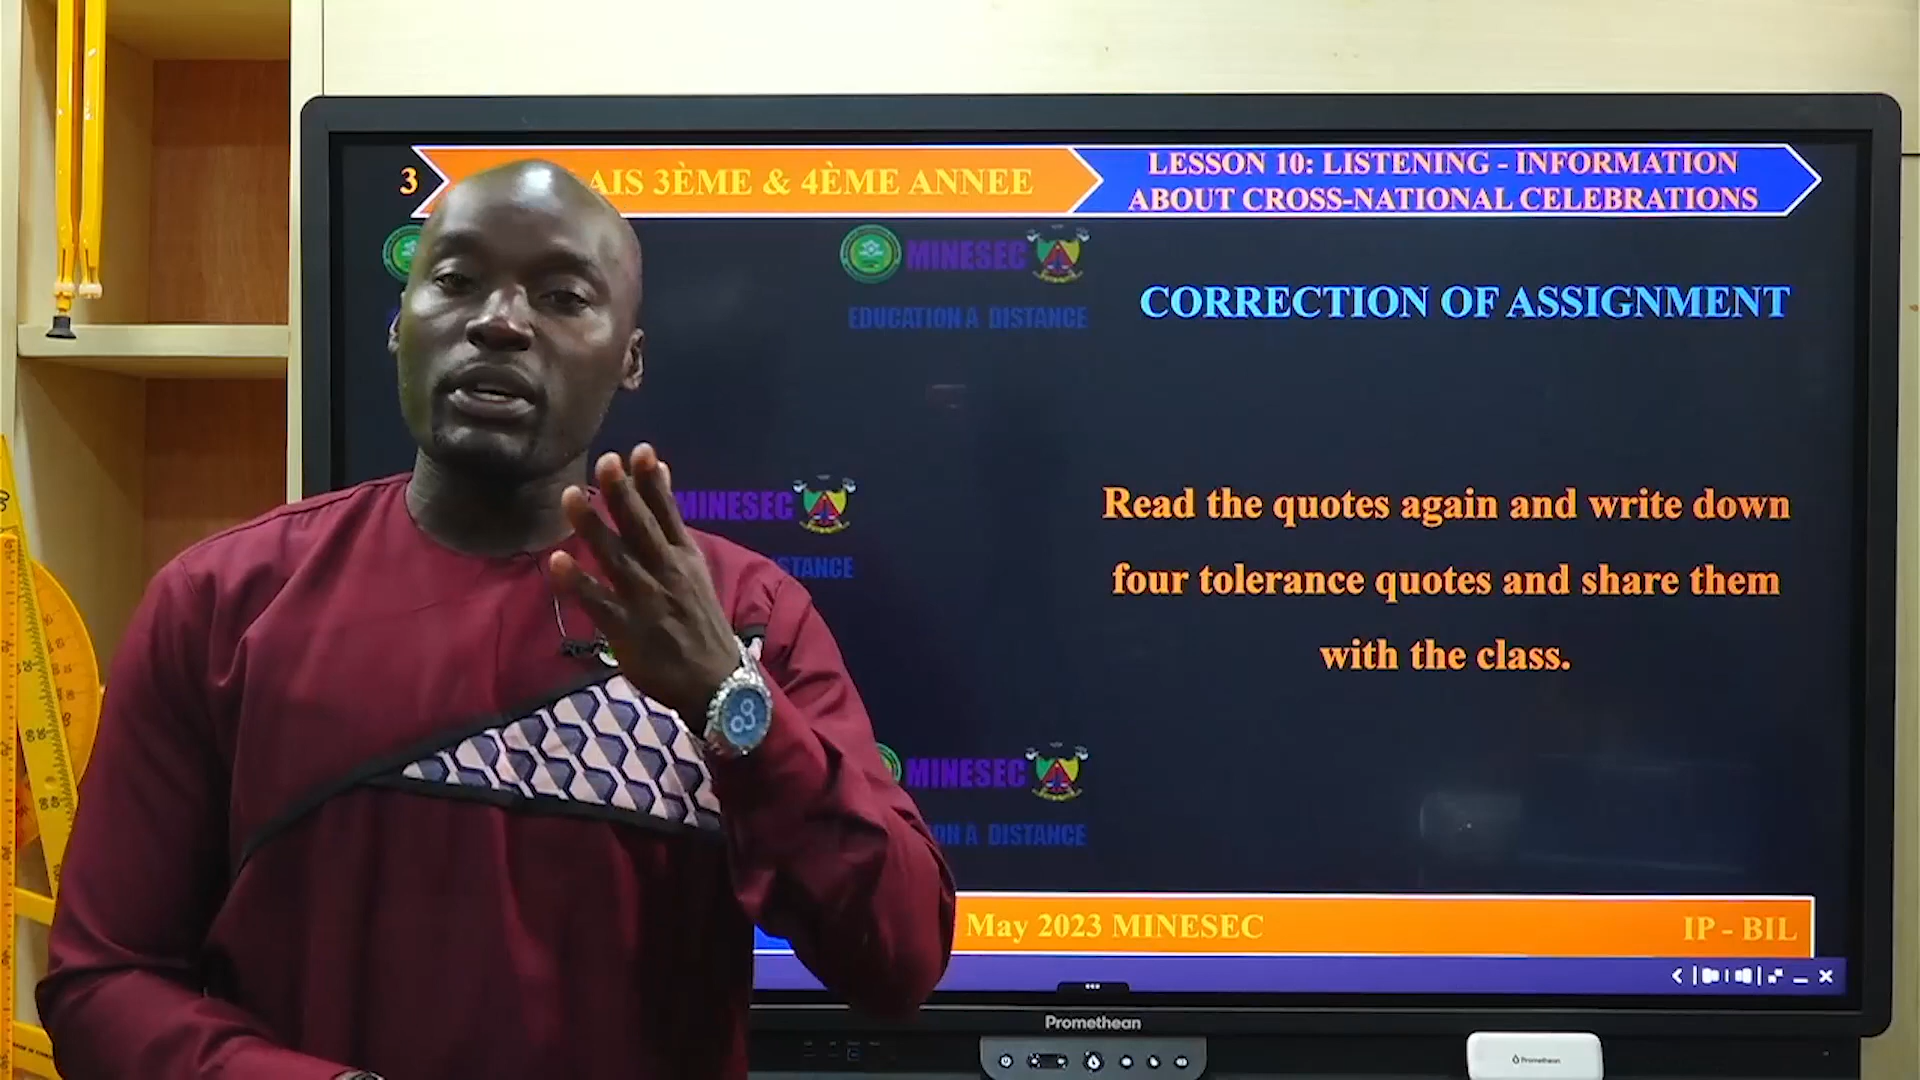 3
AIS 3ÈME & 4ÈME ANNEE
LESSON 10: LISTENING - INFORMATION
ABOUT CROSS-NATIONAL CELEBRATIONS
MINESEC
EDUCATION A DISTANCE
CORRECTION OF ASSIGNMENT
Read the quotes again and write down
four tolerance quotes and share them
with the class.
MINESEC
STANCE
MINESEC
ON A DISTANCE
May 2023 MINESEC
IP - BIL
Promethean
Promethean